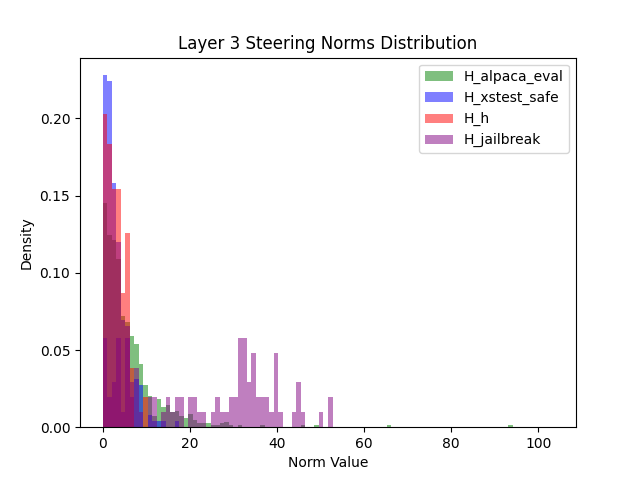 Layer 3 Steering Norms Distribution
H_alpaca_eval
H_xstest_safe
H_h
H_jailbreak
Density
0.20
0.15
0.10
0.05
0.00
0 20 40 60 80 100
Norm Value